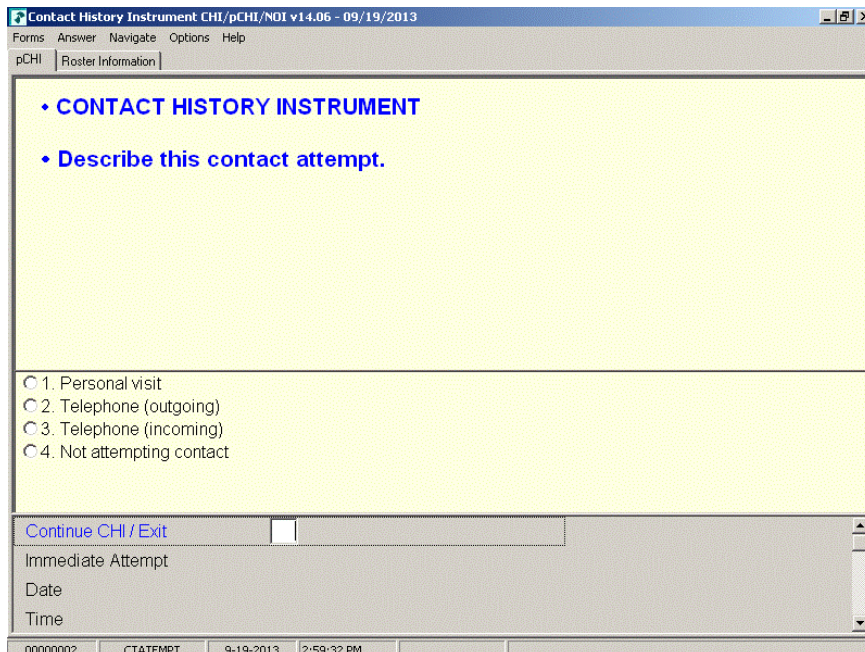 Contact History Instrument CHI/pCHI/NOI v14.06 - 09/19/2013
Forms Answer Navigate Options Help
pCHI Roster Information
• CONTACT HISTORY INSTRUMENT
• Describe this contact attempt.
1. Personal visit
2. Telephone (outgoing)
3. Telephone (incoming)
4. Not attempting contact
Continue CHI / Exit
Immediate Attempt
Date
Time
00000002 CTATEMPT 9-19-2013 2:59:32 PM